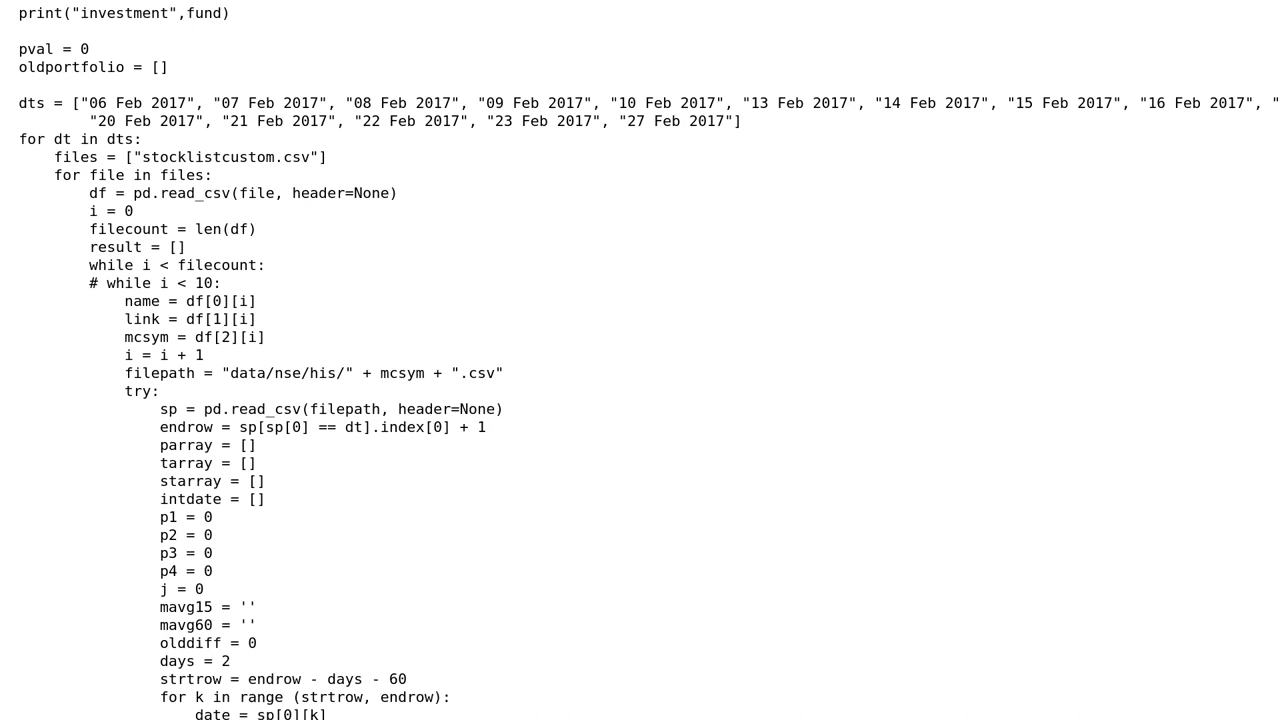 print("investment",fund)
pval = 0
oldportfolio = []
dts = ["06 Feb 2017", "07 Feb 2017", "08 Feb 2017", "09 Feb 2017", "10 Feb 2017", "13 Feb 2017", "14 Feb 2017", "15 Feb 2017", "16 Feb 2017", "
"20 Feb 2017", "21 Feb 2017", "22 Feb 2017", "23 Feb 2017", "27 Feb 2017"]
for dt in dts:
files = ["stocklistcustom.csv"]
for file in files:
df = pd.read_csv(file, header=None)
i = 0
filecount = len(df)
result = []
while i < filecount:
# while i < 10:
name = df[0][i]
link = df[1][i]
mcsym = df[2][i]
i = i + 1
filepath = "data/nse/his/" + mcsym + ".csv"
try:
sp = pd.read_csv(filepath, header=None)
endrow = sp[sp[0] == dt].index[0] + 1
parray = []
tarray = []
starray = []
intdate = []
p1 = 0
p2 = 0
p3 = 0
p4 = 0
j = 0
mavg15 = ''
mavg60 = ''
olddiff = 0
days = 2
strtrow = endrow - days - 60
for k in range (strtrow, endrow):
date = sp[0][k]